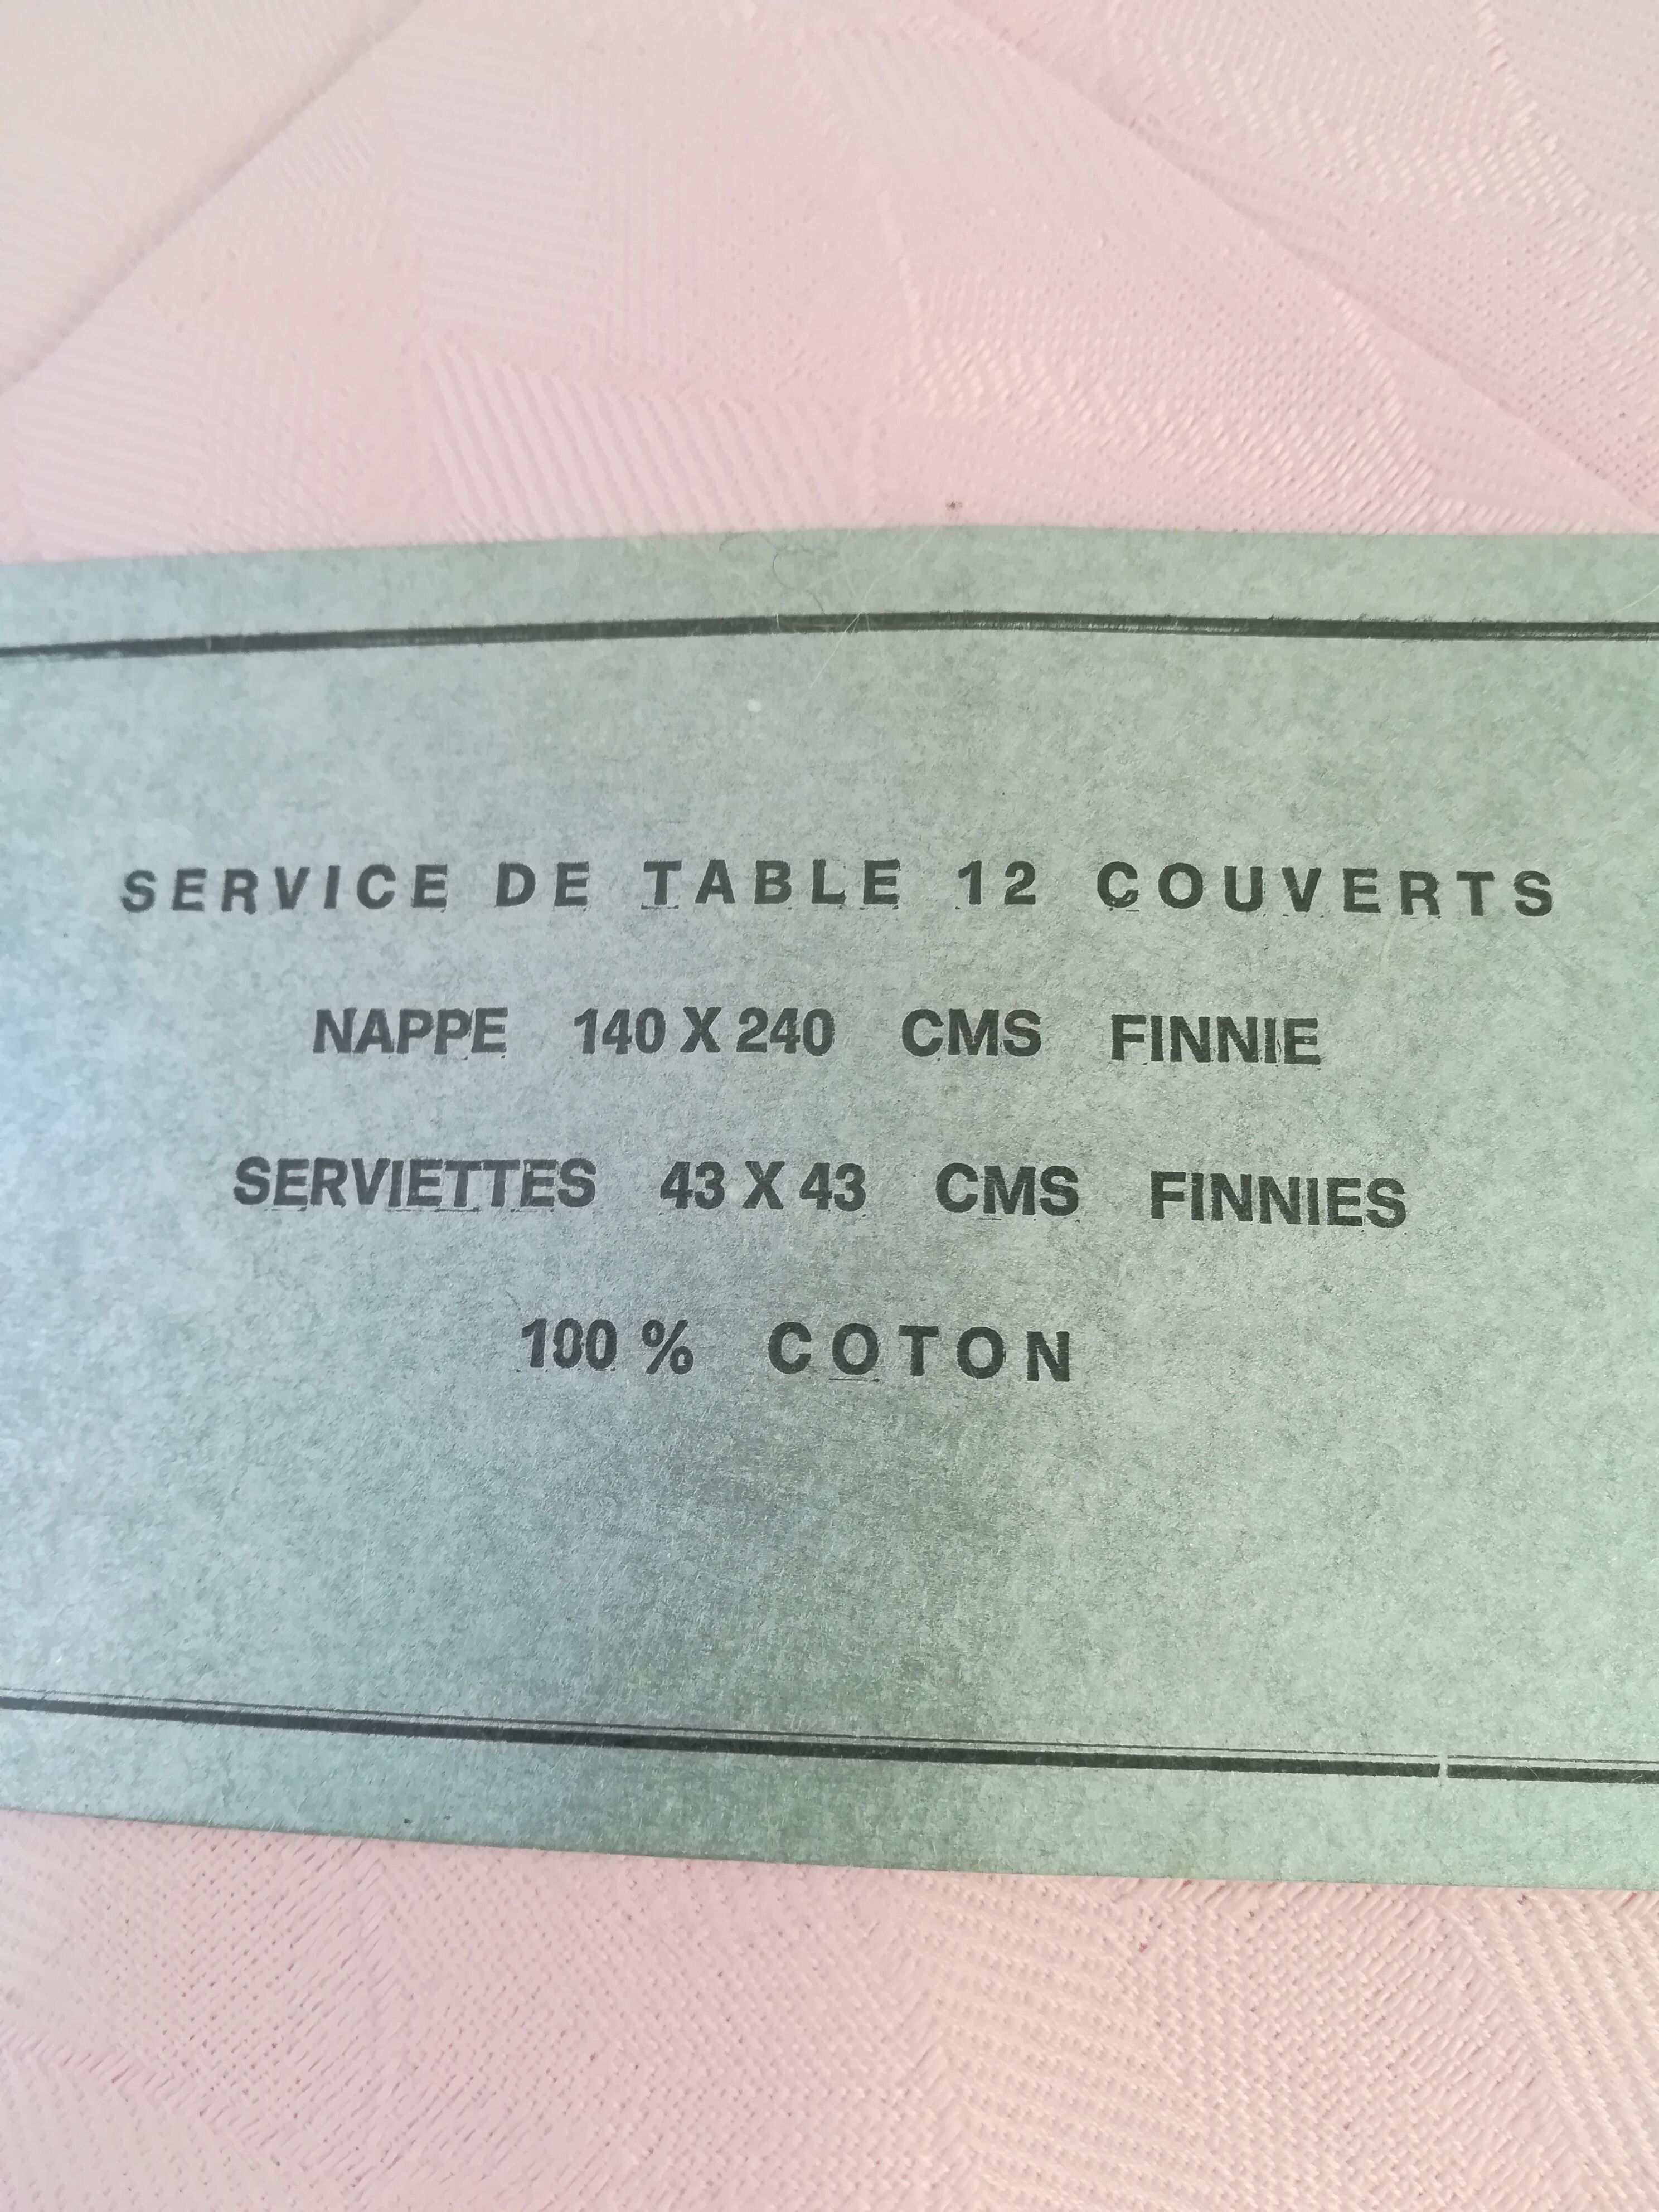 SERVICE DE TABLE 12 COUVERTS
NAPPE 140 X 240 CMS FINNIE
SERVIETTES 43 X 43 CMS FINNIES
100 % COTON